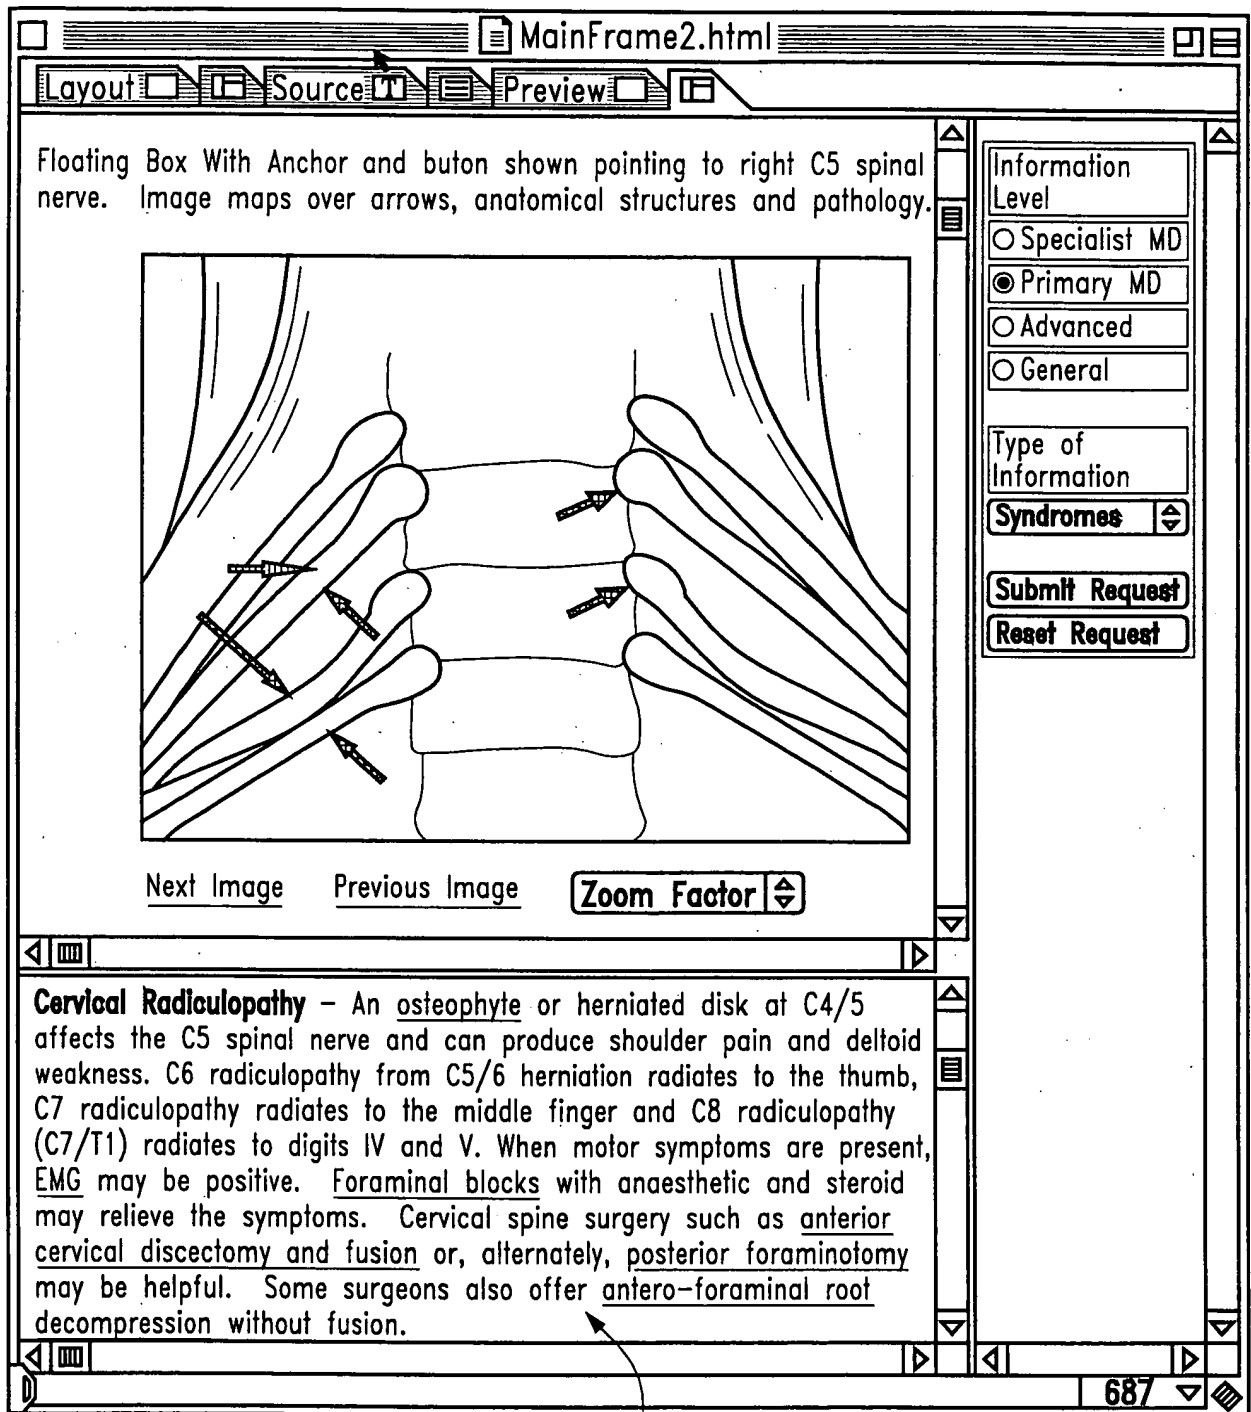 MainFrame2.html
Layout
Source T
Preview
Floating Box With Anchor and buton shown pointing to right C5 spinal
nerve. Image maps over arrows, anatomical structures and pathology.
Next Image Previous Image Zoom Factor
Information
Level
Specialist MD
Primary MD
Advanced
General
Type of
Information
Syndromes
Submit Request
Reset Request
Cervical Radiculopathy – An osteophyte or herniated disk at C4/5
affects the C5 spinal nerve and can produce shoulder pain and deltoid
weakness. C6 radiculopathy from C5/6 herniation radiates to the thumb,
C7 radiculopathy radiates to the middle finger and C8 radiculopathy
(C7/T1) radiates to digits IV and V. When motor symptoms are present,
EMG may be positive. Foraminal blocks with anaesthetic and steroid
may relieve the symptoms. Cervical spine surgery such as anterior
cervical discectomy and fusion or, alternately, posterior foraminotomy
may be helpful. Some surgeons also offer antero-foraminal root
decompression without fusion.
687